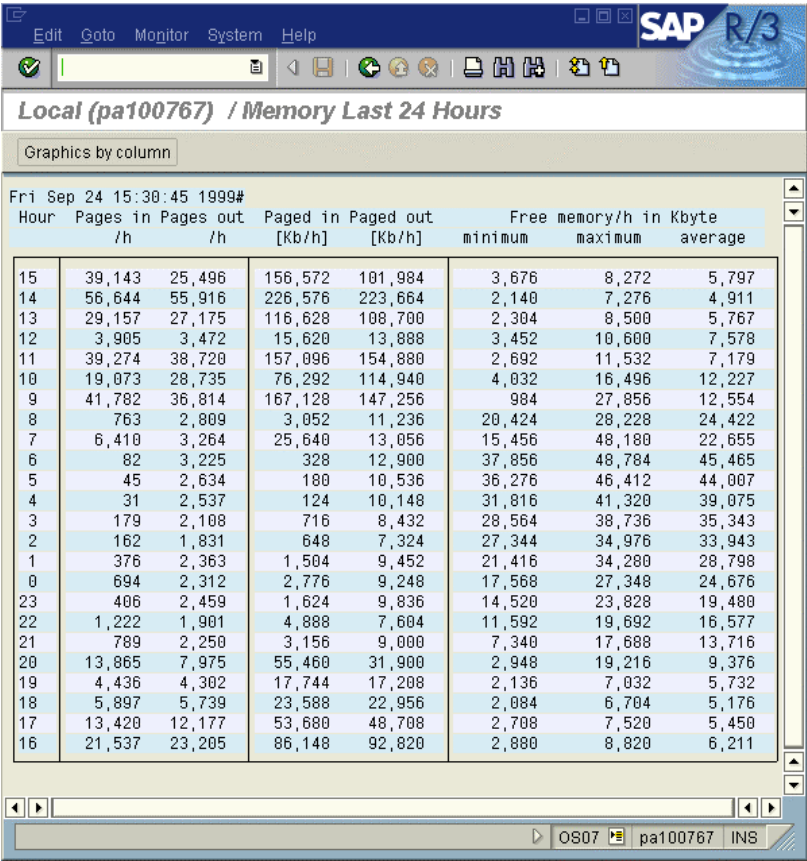 SAP R/3
Edit Goto Monitor System Help
Local (pa100767) / Memory Last 24 Hours
Graphics by column
Fri Sep 24 15:30:45 1999#
Hour Pages in Pages out Paged in Paged out Free memory/h in Kbyte
/h /h [Kb/h] [Kb/h] minimum maximum average
15 39,143 25,496 156,572 101,984 3,676 8,272 5,797
14 56,644 55,916 226,576 223,664 2,140 7,276 4,911
13 29,157 27,175 116,628 108,700 2,304 8,500 5,767
12 3,905 3,472 15,620 13,888 3,452 10,600 7,578
11 39,274 38,720 157,096 154,880 2,692 11,532 7,179
10 19,073 28,735 76,292 114,940 4,032 16,496 12,227
9 41,782 36,814 167,128 147,256 984 27,856 12,554
8 763 2,809 3,052 11,236 20,424 28,228 24,422
7 6,410 3,264 25,640 13,056 15,456 48,180 22,655
6 82 3,225 328 12,900 37,856 48,784 45,465
5 45 2,634 180 10,536 36,276 46,412 44,007
4 31 2,537 124 10,148 31,816 41,320 39,075
3 179 2,108 716 8,432 28,564 38,736 35,343
2 162 1,831 648 7,324 27,344 34,976 33,943
1 376 2,363 1,504 9,452 21,416 34,280 28,798
0 694 2,312 2,776 9,248 17,568 27,348 24,676
23 406 2,459 1,624 9,836 14,520 23,828 19,480
22 1,222 1,901 4,888 7,604 11,592 19,692 16,577
21 789 2,250 3,156 9,000 7,340 17,688 13,716
20 13,865 7,975 55,460 31,900 2,948 19,216 9,376
19 4,436 4,302 17,744 17,208 2,136 7,032 5,732
18 5,897 5,739 23,588 22,956 2,084 6,704 5,176
17 13,420 12,177 53,680 48,708 2,708 7,520 5,450
16 21,537 23,205 86,148 92,820 2,880 8,820 6,211
OS07 pa100767 INS